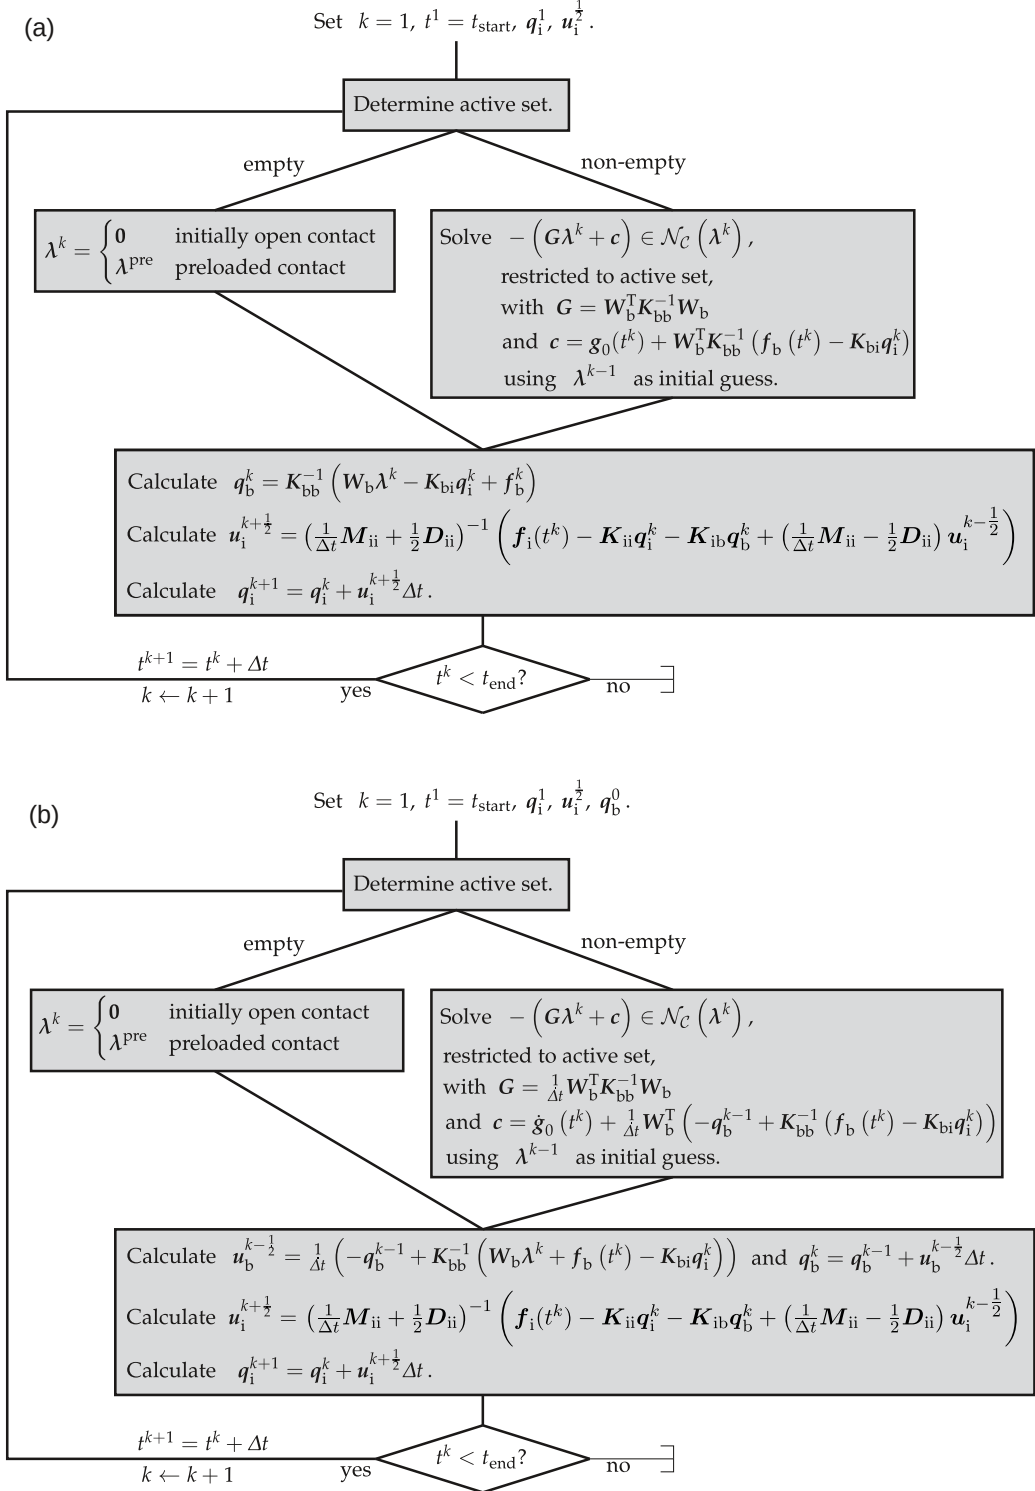 (a)
Set k = 1, t¹ = t_start, q_i^1, u_i^{1/2}.
Determine active set.
empty
non-empty
λ^k = { 0 initially open contact
λ^pre preloaded contact
Solve −(Gλ^k + c) ∈ 𝒩_𝒞(λ^k),
restricted to active set,
with G = W_b^T K_bb^{-1} W_b
and c = g_0(t^k) + W_b^T K_bb^{-1} (f_b(t^k) − K_bi q_i^k)
using λ^{k−1} as initial guess.
Calculate q_b^k = K_bb^{-1} (W_b λ^k − K_bi q_i^k + f_b^k)
Calculate u_i^{k+1/2} = (1/Δt M_ii + 1/2 D_ii)^{−1} (f_i(t^k) − K_ii q_i^k − K_ib q_b^k + (1/Δt M_ii − 1/2 D_ii) u_i^{k−1/2})
Calculate q_i^{k+1} = q_i^k + u_i^{k+1/2} Δt.
t^{k+1} = t^k + Δt
k ← k + 1
yes
t^k < t_end?
no
(b)
Set k = 1, t¹ = t_start, q_i^1, u_i^{1/2}, q_b^0.
Determine active set.
empty
non-empty
λ^k = { 0 initially open contact
λ^pre preloaded contact
Solve −(Gλ^k + c) ∈ 𝒩_𝒞(λ^k),
restricted to active set,
with G = 1/Δt W_b^T K_bb^{-1} W_b
and c = ġ_0(t^k) + 1/Δt W_b^T (−q_b^{k−1} + K_bb^{-1} (f_b(t^k) − K_bi q_i^k))
using λ^{k−1} as initial guess.
Calculate u_b^{k−1/2} = 1/Δt (−q_b^{k−1} + K_bb^{-1} (W_b λ^k + f_b(t^k) − K_bi q_i^k)) and q_b^k = q_b^{k−1} + u_b^{k−1/2} Δt.
Calculate u_i^{k+1/2} = (1/Δt M_ii + 1/2 D_ii)^{−1} (f_i(t^k) − K_ii q_i^k − K_ib q_b^k + (1/Δt M_ii − 1/2 D_ii) u_i^{k−1/2})
Calculate q_i^{k+1} = q_i^k + u_i^{k+1/2} Δt.
t^{k+1} = t^k + Δt
k ← k + 1
yes
t^k < t_end?
no